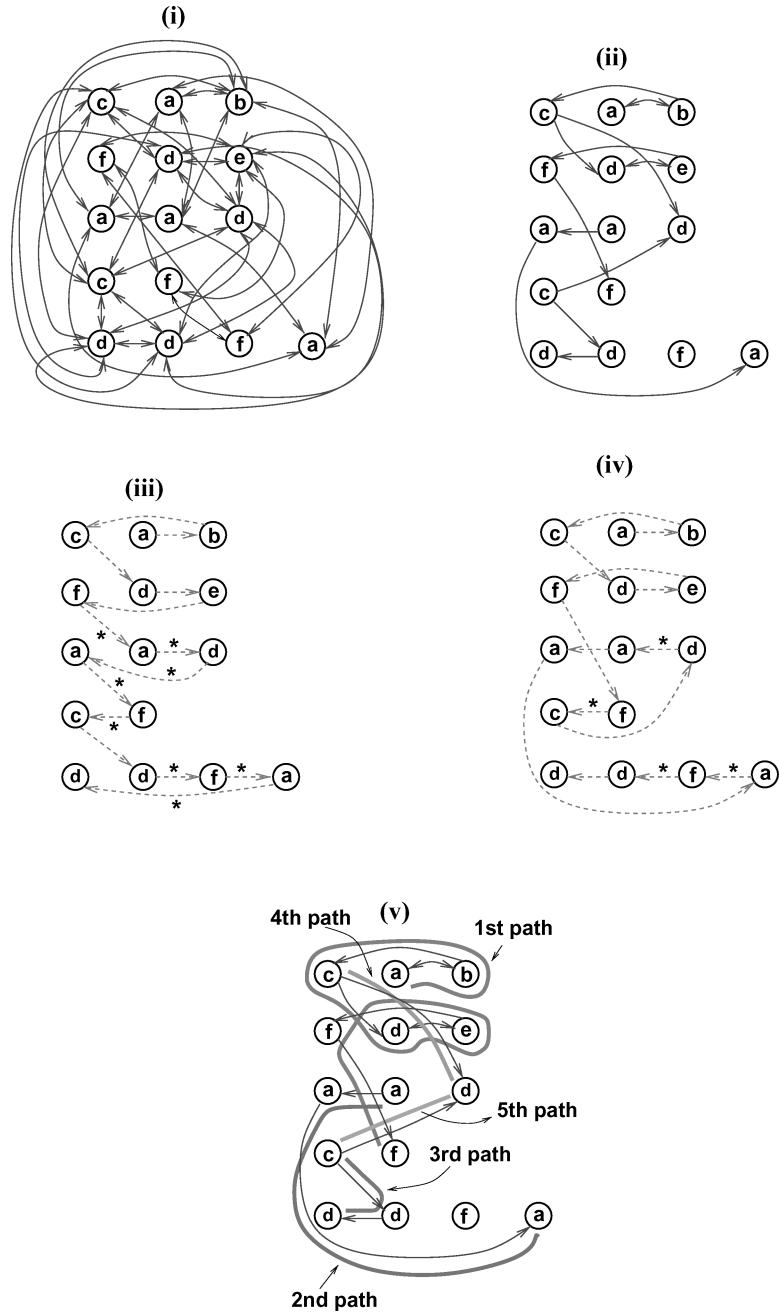 (i)
c a b
f d e
a a d
c f
d d f a
(ii)
c a b
f d e
a a d
c f
d d f a
(iii)
c a b
f d e
* *
a a d
* *
c f
*
* *
d d f a
*
(iv)
c a b
f d e
*
a a d
*
c f
* *
d d f a
(v)
4th path
1st path
c a b
f d e
a a d
5th path
c f
3rd path
d d f a
2nd path